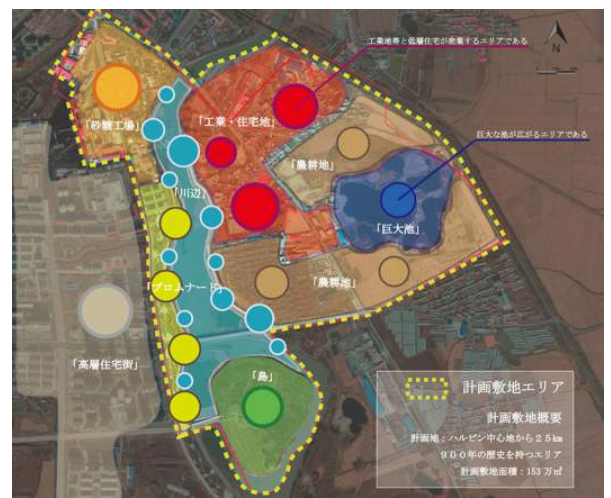 工業地帯と低層住宅が密集するエリアである
N
「砂糖工場」
「工業・住宅地」
巨大な池が広がるエリアである
「農耕地」
「川辺」
「巨大池」
「プロムナード」
「農耕地」
「高層住宅街」
「島」
計画敷地エリア
計画敷地概要
計画地：ハルビン中心地から２５㎞
９００年の歴史を持つエリア
計画敷地面積：153 万㎡